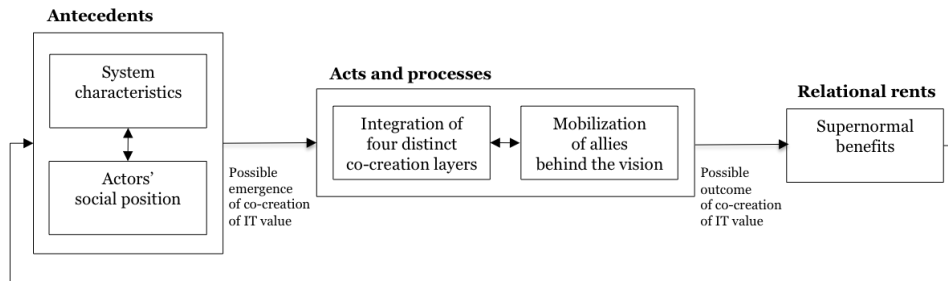 Antecedents
System
characteristics
Actors’
social position
Possible
emergence
of co-creation
of IT value
Acts and processes
Integration of
four distinct
co-creation layers
Mobilization
of allies
behind the vision
Possible
outcome
of co-creation
of IT value
Relational rents
Supernormal
benefits